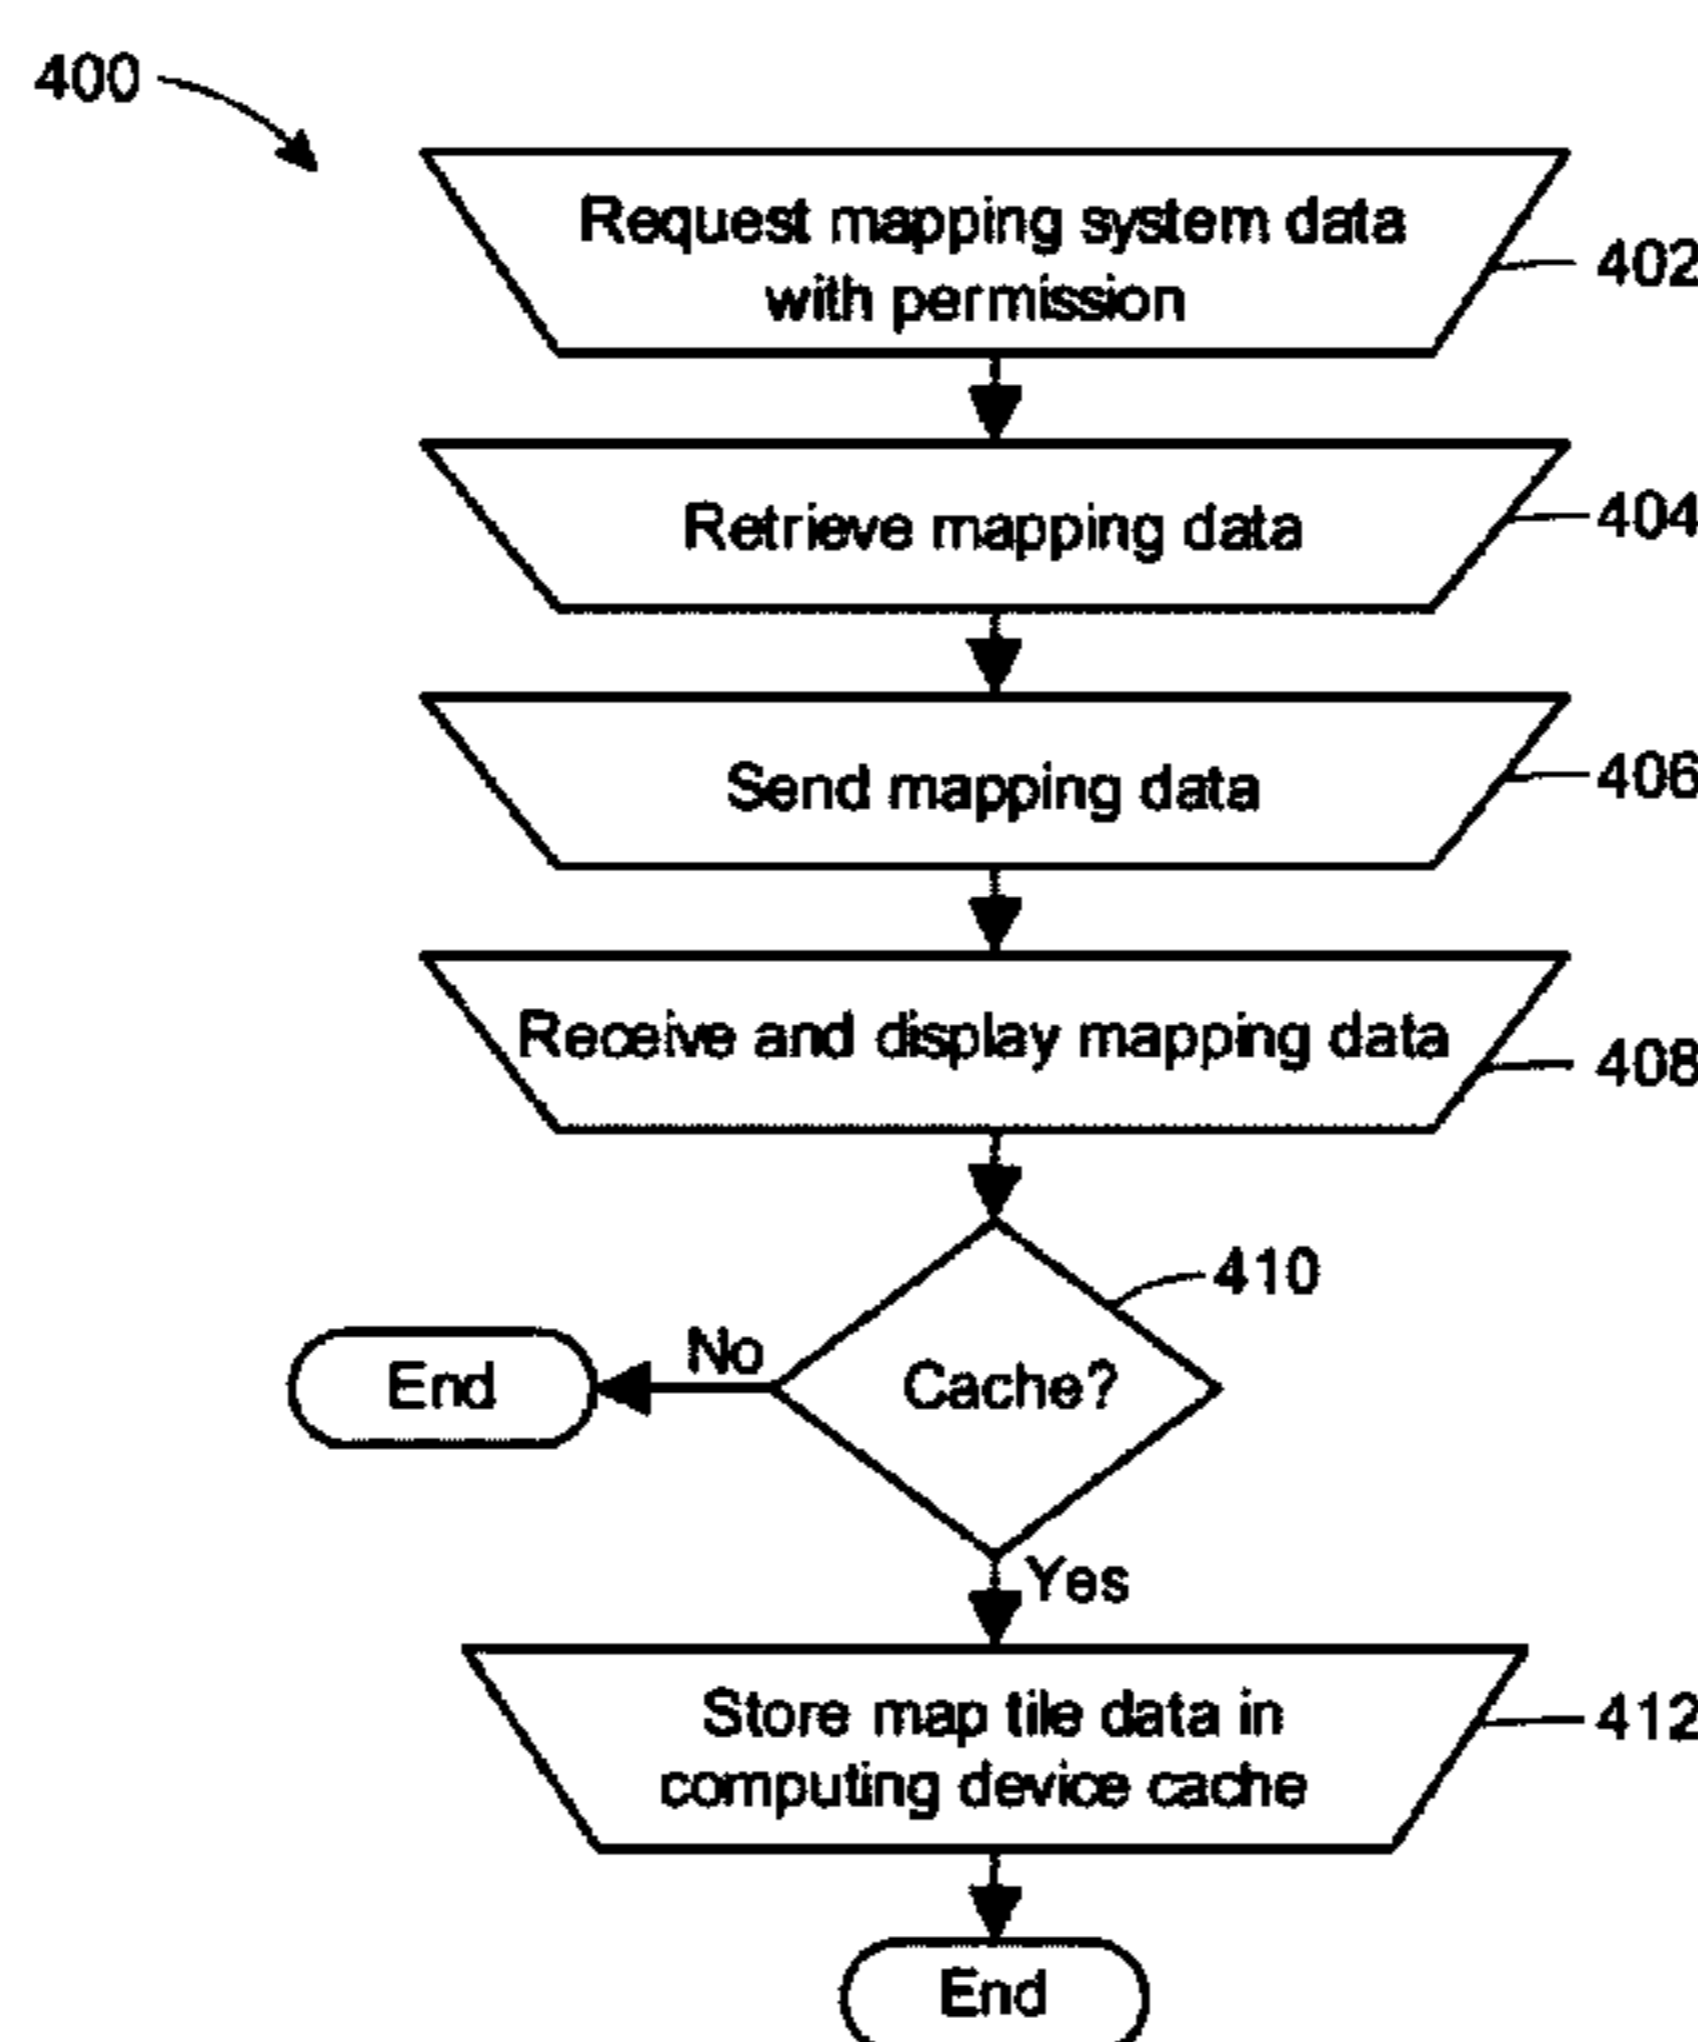 400
Request mapping system data
with permission
402
Retrieve mapping data
404
Send mapping data
406
Receive and display mapping data
408
410
Cache?
No
End
Yes
Store map tile data in
computing device cache
412
End